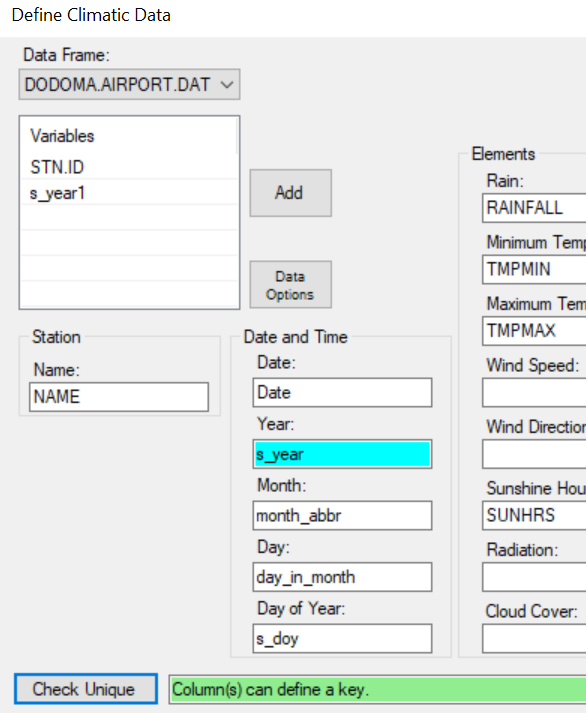 Define Climatic Data
Data Frame:
DODOMA.AIRPORT.DAT
Variables
STN.ID
s_year1
Add
Data
Options
Station
Name:
NAME
Date and Time
Date:
Date
Year:
s_year
Month:
month_abbr
Day:
day_in_month
Day of Year:
s_doy
Elements
Rain:
RAINFALL
Minimum Temp
TMPMIN
Maximum Tem
TMPMAX
Wind Speed:
Wind Direction
Sunshine Hou
SUNHRS
Radiation:
Cloud Cover:
Check Unique
Column(s) can define a key.